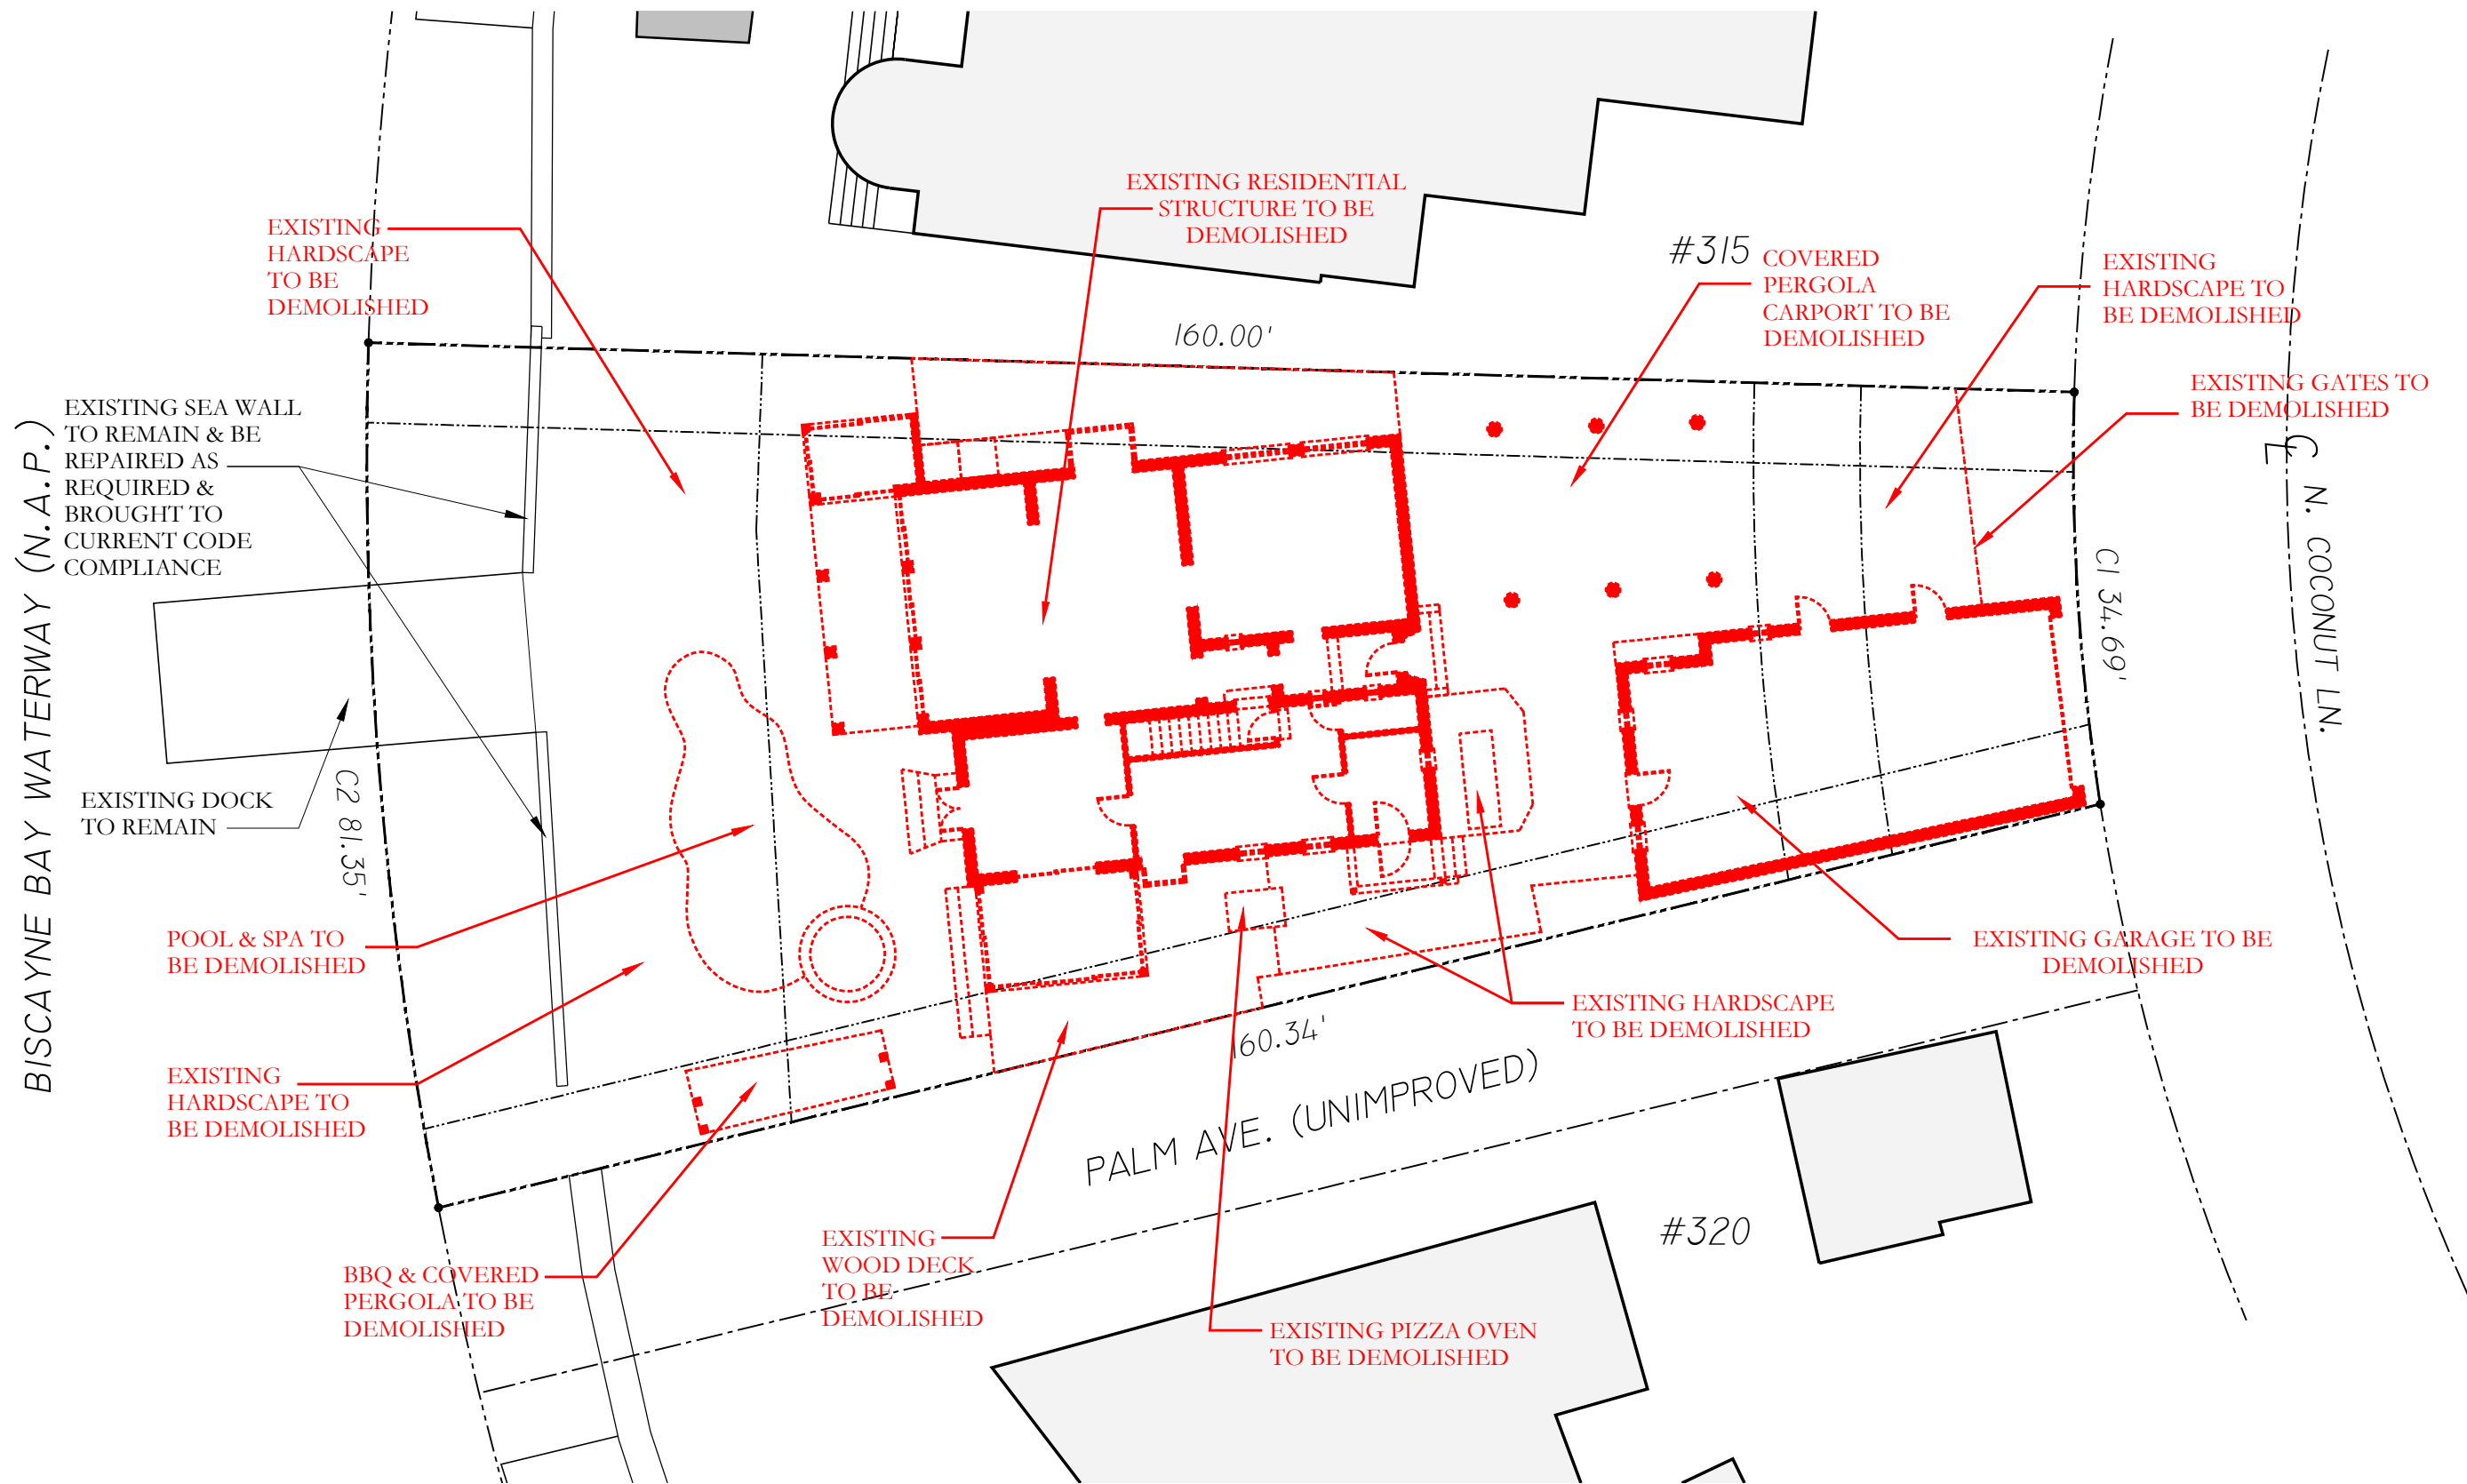 EXISTING RESIDENTIAL
STRUCTURE TO BE
DEMOLISHED
EXISTING
HARDSCAPE
TO BE
DEMOLISHED
#315
COVERED
PERGOLA
CARPORT TO BE
DEMOLISHED
EXISTING
HARDSCAPE TO
BE DEMOLISHED
160.00'
EXISTING GATES TO
BE DEMOLISHED
EXISTING SEA WALL
TO REMAIN & BE
REPAIRED AS
REQUIRED &
BROUGHT TO
CURRENT CODE
COMPLIANCE
BISCAYNE BAY WATERWAY (N.A.P.)
CL N. COCONUT LN.
C1 34.69'
EXISTING DOCK
TO REMAIN
C2 81.35'
POOL & SPA TO
BE DEMOLISHED
EXISTING GARAGE TO BE
DEMOLISHED
EXISTING HARDSCAPE
TO BE DEMOLISHED
160.34'
EXISTING
HARDSCAPE TO
BE DEMOLISHED
PALM AVE. (UNIMPROVED)
#320
EXISTING
WOOD DECK
TO BE
DEMOLISHED
BBQ & COVERED
PERGOLA TO BE
DEMOLISHED
EXISTING PIZZA OVEN
TO BE DEMOLISHED